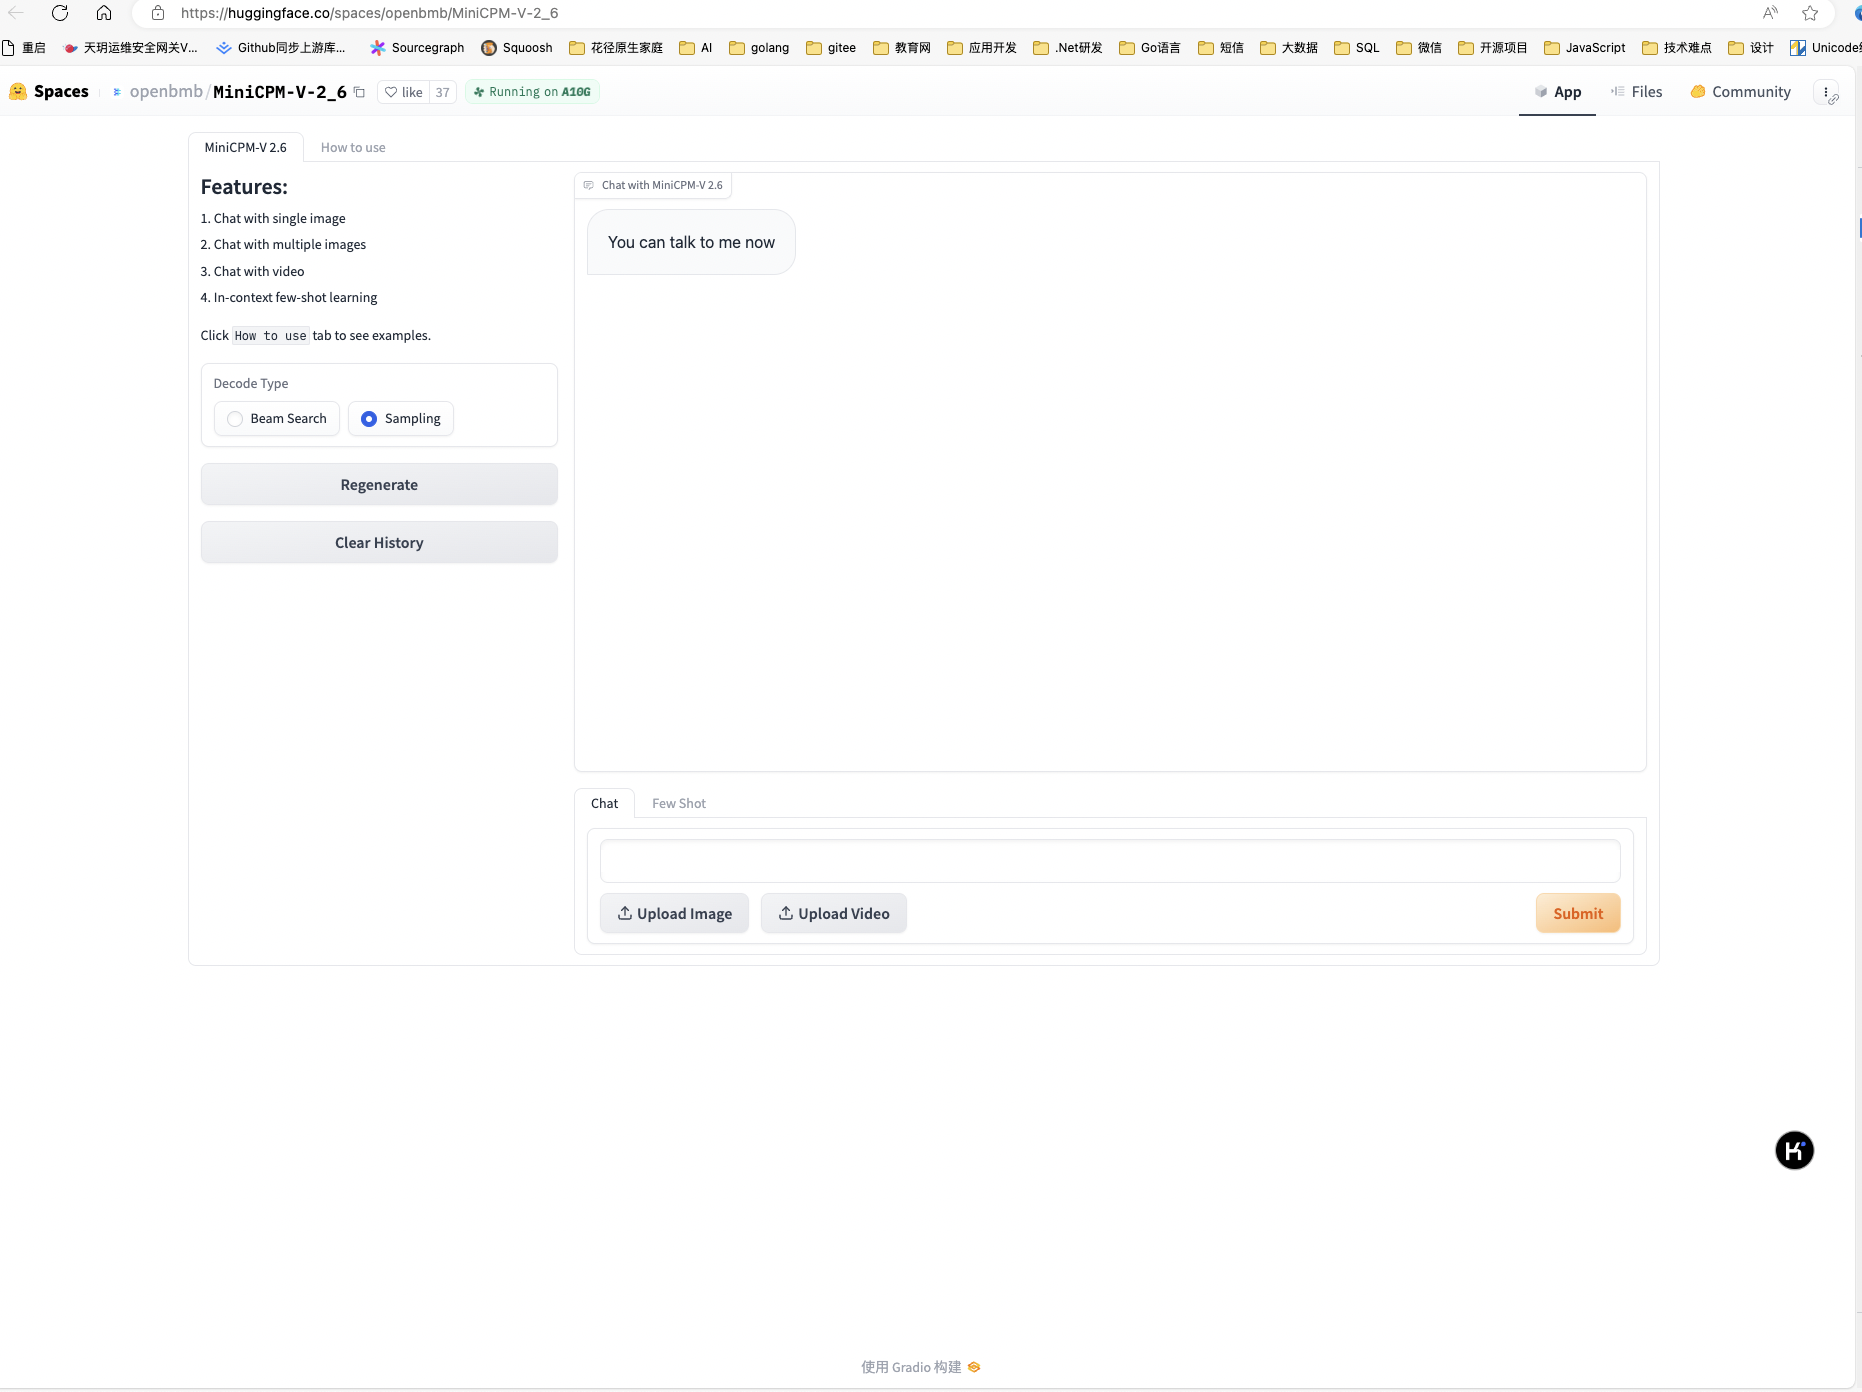 https://huggingface.co/spaces/openbmb/MiniCPM-V-2_6
重启 天玥运维安全网关V... Github同步上游库... Sourcegraph Squoosh 花径原生家庭 AI golang gitee 教育网 应用开发 .Net研发 Go语言 短信 大数据 SQL 微信 开源项目 JavaScript 技术难点 设计
Spaces openbmb/MiniCPM-V-2_6 like 37 Running on A10G App Files Community
MiniCPM-V 2.6 How to use
Features:
1. Chat with single image
2. Chat with multiple images
3. Chat with video
4. In-context few-shot learning
Click How to use tab to see examples.
Decode Type
Beam Search Sampling
Regenerate
Clear History
Chat with MiniCPM-V 2.6
You can talk to me now
Chat Few Shot
Upload Image Upload Video Submit
使用 Gradio 构建